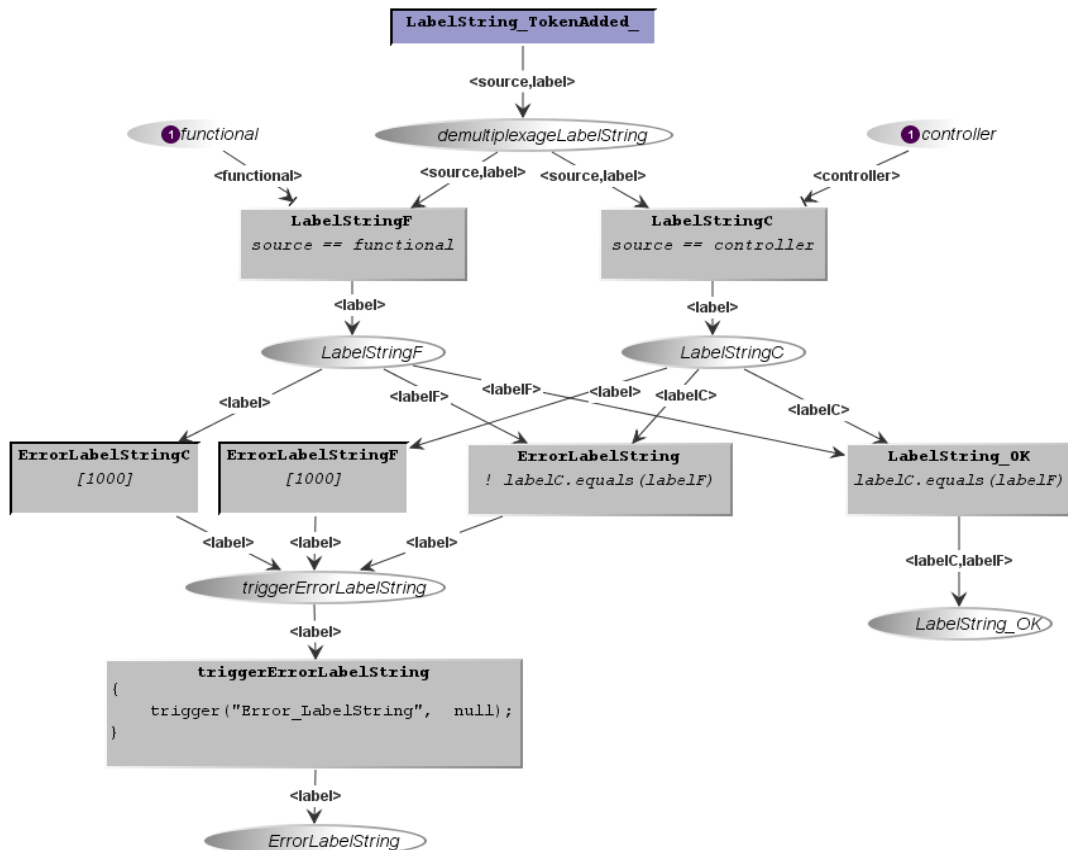 LabelString_TokenAdded_
<source,label>
1 functional
demultiplexageLabelString
1 controller
<functional>
<source,label>
<source,label>
<controller>
LabelStringF
source == functional
LabelStringC
source == controller
<label>
<label>
LabelStringF
LabelStringC
<label>
<labelF>
<labelF>
<label>
<labelC>
<labelC>
ErrorLabelStringC
[1000]
ErrorLabelStringF
[1000]
ErrorLabelString
! labelC.equals(labelF)
LabelString_OK
labelC.equals(labelF)
<label>
<label>
<label>
<labelC,labelF>
triggerErrorLabelString
LabelString_OK
<label>
triggerErrorLabelString
{
trigger("Error_LabelString", null);
}
<label>
ErrorLabelString